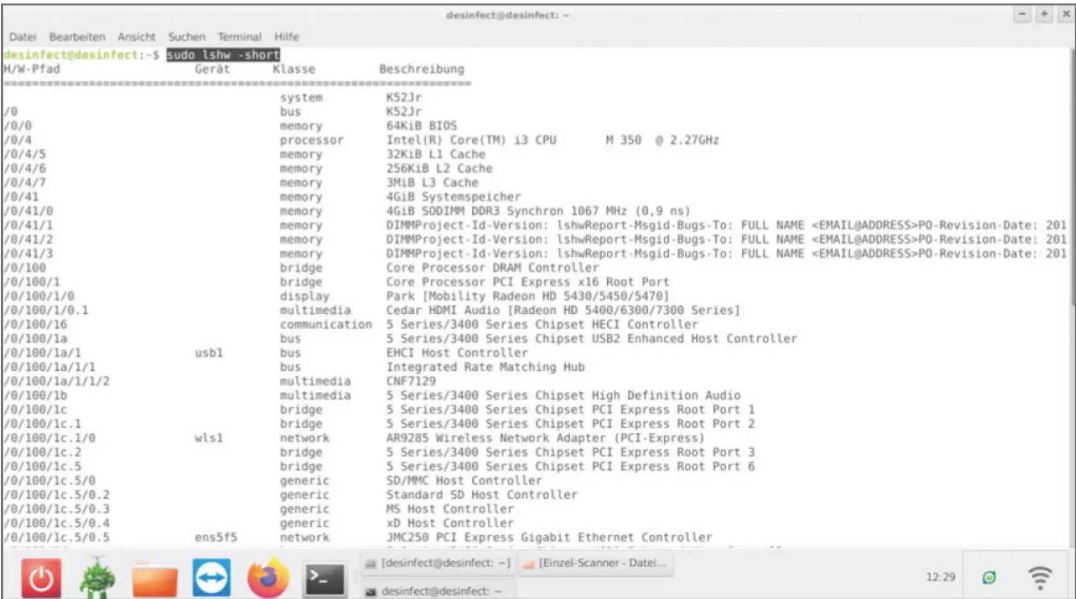 desinfect@desinfect: ~
Datei Bearbeiten Ansicht Suchen Terminal Hilfe
desinfect@desinfect:~$ sudo lshw -short
H/W-Pfad Gerät Klasse Beschreibung
================================================================
system K52Jr
/0 bus K52Jr
/0/0 memory 64KiB BIOS
/0/4 processor Intel(R) Core(TM) i3 CPU M 350 @ 2.27GHz
/0/4/5 memory 32KiB L1 Cache
/0/4/6 memory 256KiB L2 Cache
/0/4/7 memory 3MiB L3 Cache
/0/41 memory 4GiB Systemspeicher
/0/41/0 memory 4GiB SODIMM DDR3 Synchron 1067 MHz (0,9 ns)
/0/41/1 memory DIMMProject-Id-Version: lshwReport-Msgid-Bugs-To: FULL NAME <EMAIL@ADDRESS>PO-Revision-Date: 201
/0/41/2 memory DIMMProject-Id-Version: lshwReport-Msgid-Bugs-To: FULL NAME <EMAIL@ADDRESS>PO-Revision-Date: 201
/0/41/3 memory DIMMProject-Id-Version: lshwReport-Msgid-Bugs-To: FULL NAME <EMAIL@ADDRESS>PO-Revision-Date: 201
/0/100 bridge Core Processor DRAM Controller
/0/100/1 bridge Core Processor PCI Express x16 Root Port
/0/100/1/0 display Park [Mobility Radeon HD 5430/5450/5470]
/0/100/1/0.1 multimedia Cedar HDMI Audio [Radeon HD 5400/6300/7300 Series]
/0/100/16 communication 5 Series/3400 Series Chipset HECI Controller
/0/100/1a bus 5 Series/3400 Series Chipset USB2 Enhanced Host Controller
/0/100/1a/1 usb1 bus EHCI Host Controller
/0/100/1a/1/1 bus Integrated Rate Matching Hub
/0/100/1a/1/1/2 multimedia CNF7129
/0/100/1b multimedia 5 Series/3400 Series Chipset High Definition Audio
/0/100/1c bridge 5 Series/3400 Series Chipset PCI Express Root Port 1
/0/100/1c.1 bridge 5 Series/3400 Series Chipset PCI Express Root Port 2
/0/100/1c.1/0 wls1 network AR9285 Wireless Network Adapter (PCI-Express)
/0/100/1c.2 bridge 5 Series/3400 Series Chipset PCI Express Root Port 3
/0/100/1c.5 bridge 5 Series/3400 Series Chipset PCI Express Root Port 6
/0/100/1c.5/0 generic SD/MMC Host Controller
/0/100/1c.5/0.2 generic Standard SD Host Controller
/0/100/1c.5/0.3 generic MS Host Controller
/0/100/1c.5/0.4 generic xD Host Controller
/0/100/1c.5/0.5 ens5f5 network JMC250 PCI Express Gigabit Ethernet Controller
[desinfect@desinfect: ~] [Einzel-Scanner - Datei...
desinfect@desinfect: ~
12:29